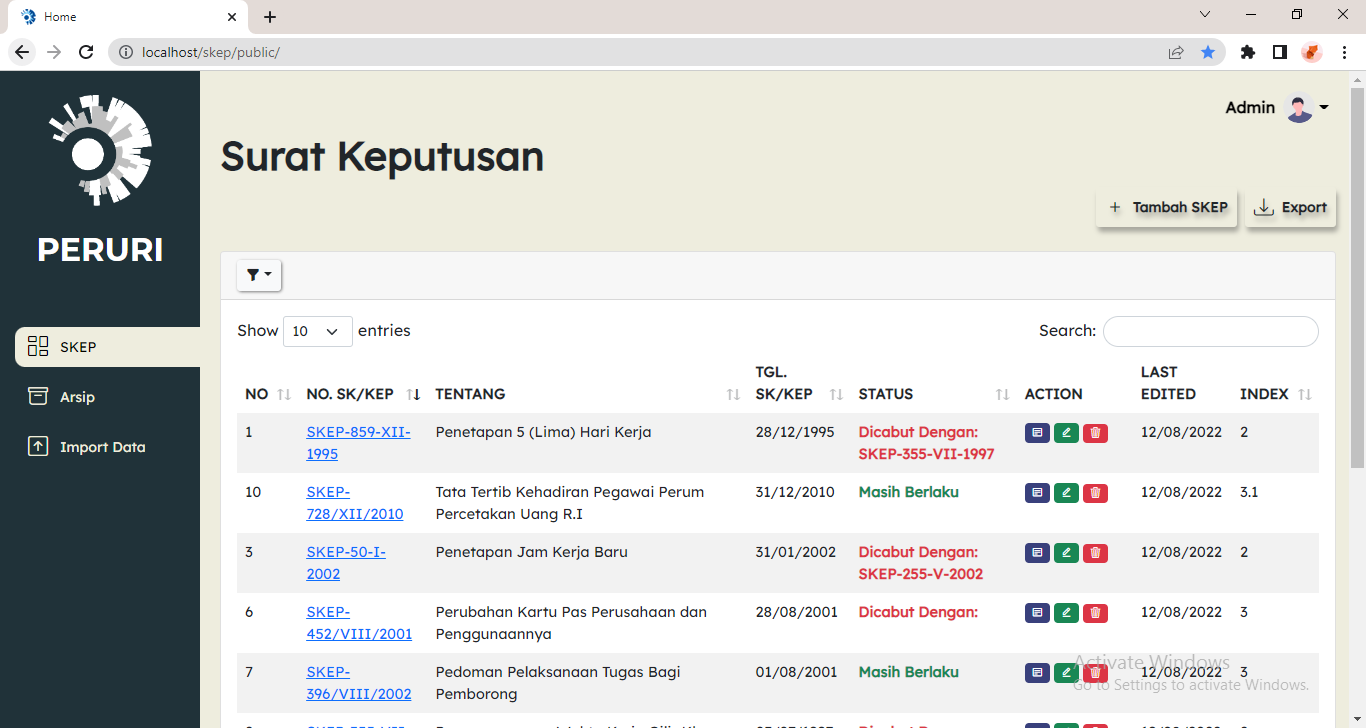 Home
localhost/skep/public/
PERURI
SKEP
Arsip
Import Data
Admin
Surat Keputusan
+ Tambah SKEP
Export
Show 10 entries
Search:
NO NO. SK/KEP TENTANG TGL. SK/KEP STATUS ACTION LAST EDITED INDEX
1 SKEP-859-XII- Penetapan 5 (Lima) Hari Kerja 28/12/1995 Dicabut Dengan: 12/08/2022 2
1995 SKEP-355-VII-1997
10 SKEP- Tata Tertib Kehadiran Pegawai Perum 31/12/2010 Masih Berlaku 12/08/2022 3.1
728/XII/2010 Percetakan Uang R.I
3 SKEP-50-I- Penetapan Jam Kerja Baru 31/01/2002 Dicabut Dengan: 12/08/2022 2
2002 SKEP-255-V-2002
6 SKEP- Perubahan Kartu Pas Perusahaan dan 28/08/2001 Dicabut Dengan: 12/08/2022 3
452/VIII/2001 Penggunaannya
7 SKEP- Pedoman Pelaksanaan Tugas Bagi 01/08/2001 Masih Berlaku 12/08/2022 3
396/VIII/2002 Pemborong
Activate Windows
Go to Settings to activate Windows.